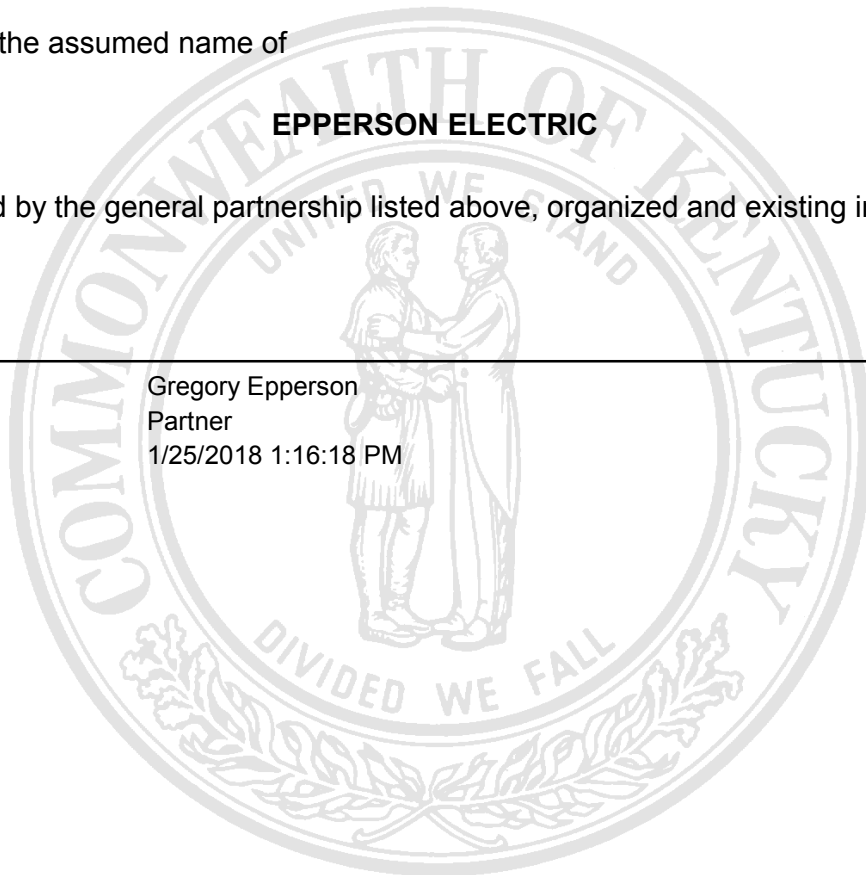 the assumed name of
EPPERSON ELECTRIC
by the general partnership listed above, organized and existing
Gregory Epperson
Partner
1/25/2018 1:16:18 PM
COMMONWEALTH OF KENTUCKY
UNITED WE STAND
DIVIDED WE FALL